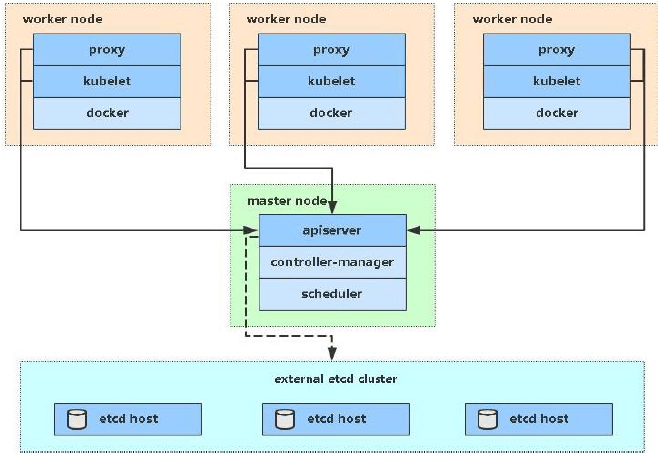 worker node
proxy
kubelet
docker
worker node
proxy
kubelet
docker
worker node
proxy
kubelet
docker
master node
apiserver
controller-manager
scheduler
external etcd cluster
etcd host
etcd host
etcd host